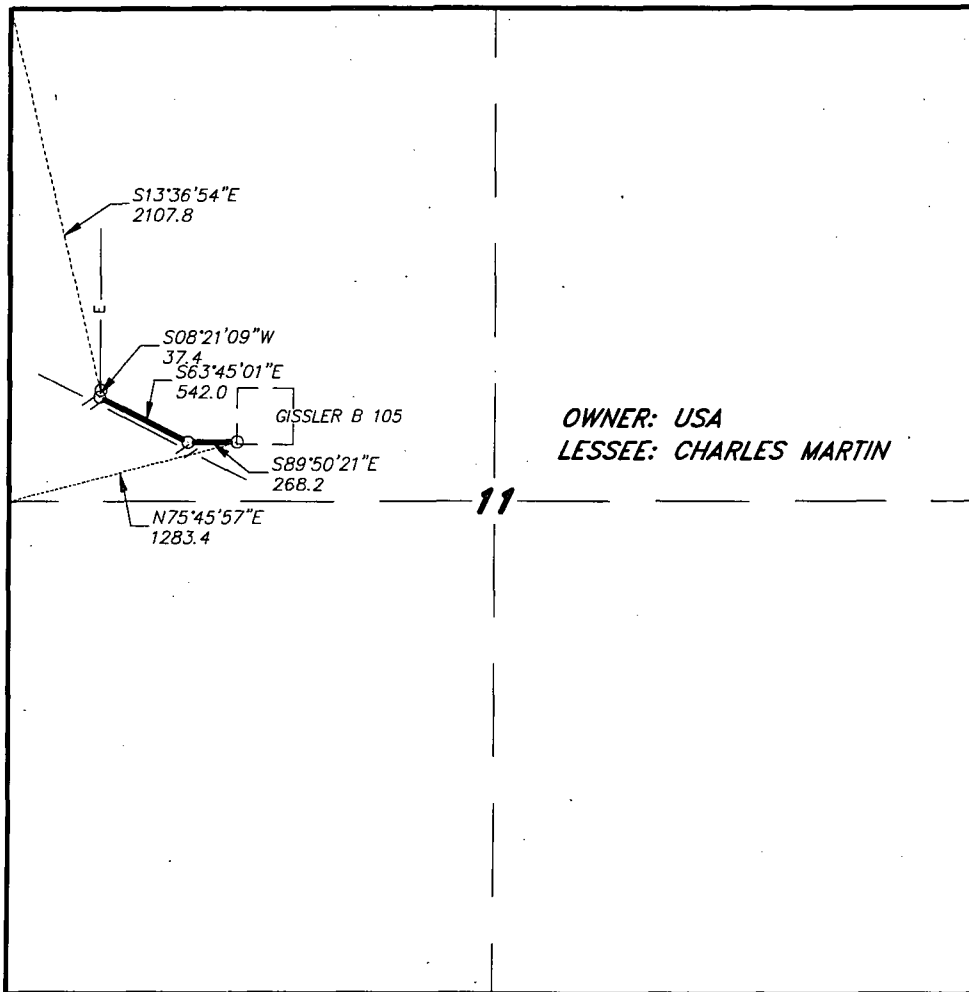 S13°36'54"E
2107.8
E
S08°21'09"W
37.4
S63°45'01"E
542.0
GISSLER B 105
OWNER: USA
LESSEE: CHARLES MARTIN
S89°50'21"E
268.2
11
N75°45'57"E
1283.4